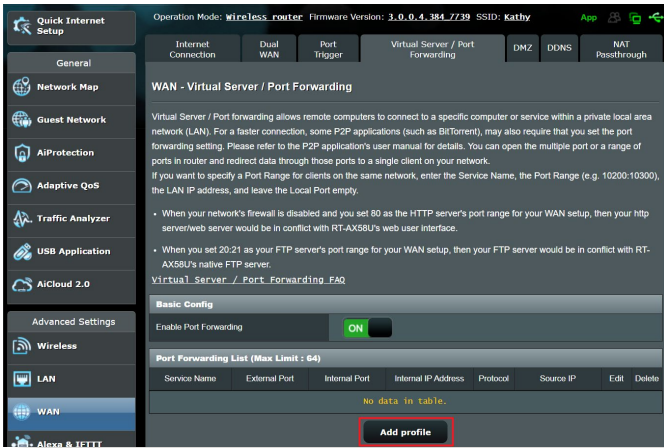 Quick Internet
Setup
General
Network Map
Guest Network
AiProtection
Adaptive QoS
Traffic Analyzer
USB Application
AiCloud 2.0
Advanced Settings
Wireless
LAN
WAN
Alexa & IFTTT
Operation Mode: Wireless router Firmware Version: 3.0.0.4.384_7739 SSID: Kathy
App
Internet
Connection
Dual
WAN
Port
Trigger
Virtual Server / Port
Forwarding
DMZ
DDNS
NAT
Passthrough
WAN - Virtual Server / Port Forwarding
Virtual Server / Port forwarding allows remote computers to connect to a specific computer or service within a private local area
network (LAN). For a faster connection, some P2P applications (such as BitTorrent), may also require that you set the port
forwarding setting. Please refer to the P2P application's user manual for details. You can open the multiple port or a range of
ports in router and redirect data through those ports to a single client on your network.
If you want to specify a Port Range for clients on the same network, enter the Service Name, the Port Range (e.g. 10200:10300),
the LAN IP address, and leave the Local Port empty.
• When your network's firewall is disabled and you set 80 as the HTTP server's port range for your WAN setup, then your http
server/web server would be in conflict with RT-AX58U's web user interface.
• When you set 20:21 as your FTP server's port range for your WAN setup, then your FTP server would be in conflict with RT-
AX58U's native FTP server.
Virtual Server / Port Forwarding FAQ
Basic Config
Enable Port Forwarding
ON
Port Forwarding List (Max Limit : 64)
Service Name External Port Internal Port Internal IP Address Protocol Source IP Edit Delete
No data in table.
Add profile